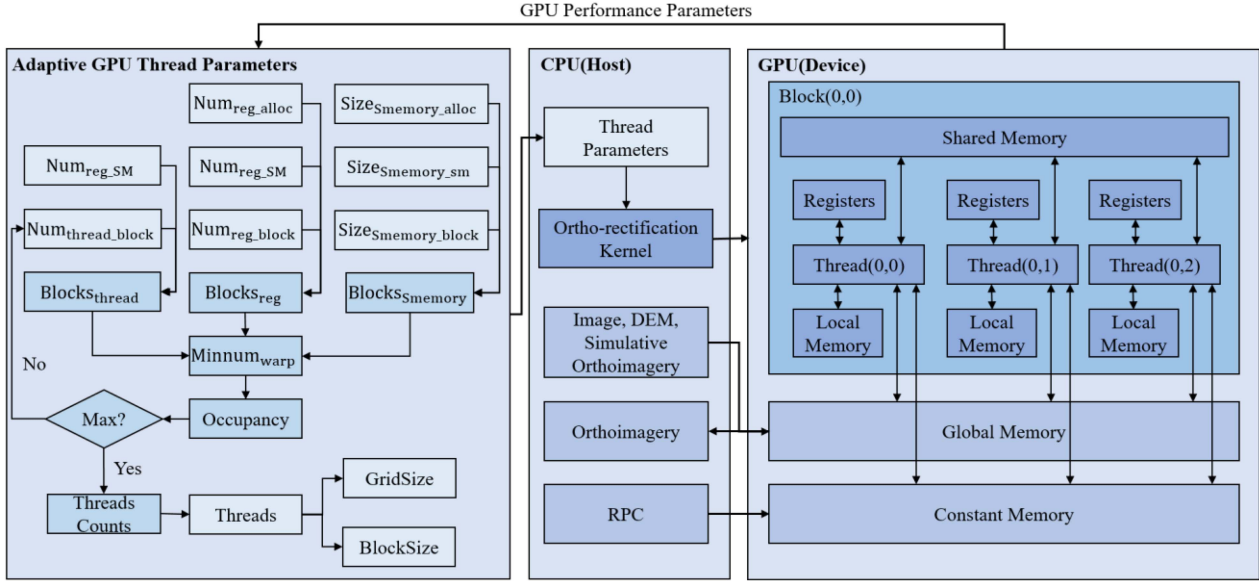 GPU Performance Parameters
Adaptive GPU Thread Parameters
Num_reg_alloc
Size_Smemory_alloc
Num_reg_SM
Num_reg_SM
Size_Smemory_sm
Num_thread_block
Num_reg_block
Size_Smemory_block
Blocks_thread
Blocks_reg
Blocks_Smemory
Minnum_warp
No
Max?
Occupancy
Yes
Threads
Counts
Threads
GridSize
BlockSize
CPU(Host)
Thread
Parameters
Ortho-rectification
Kernel
Image, DEM,
Simulative
Orthoimagery
Orthoimagery
RPC
GPU(Device)
Block(0,0)
Shared Memory
Registers
Registers
Registers
Thread(0,0)
Thread(0,1)
Thread(0,2)
Local
Memory
Local
Memory
Local
Memory
Global Memory
Constant Memory